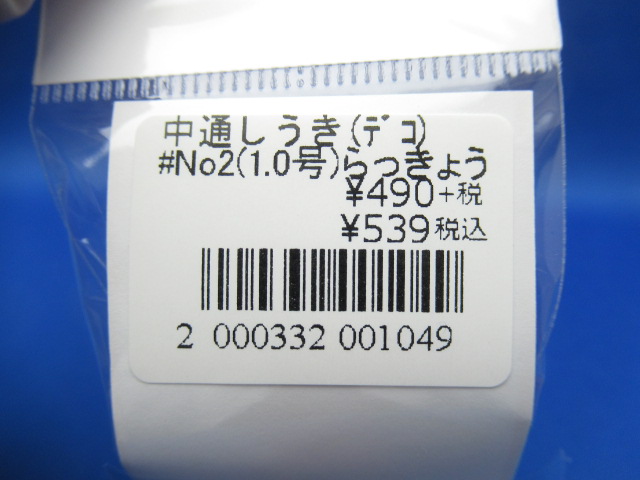 中通しうき(デコ)
#No2(1.0号)らっきょう
¥490+税
¥539税込
2 000332 001049